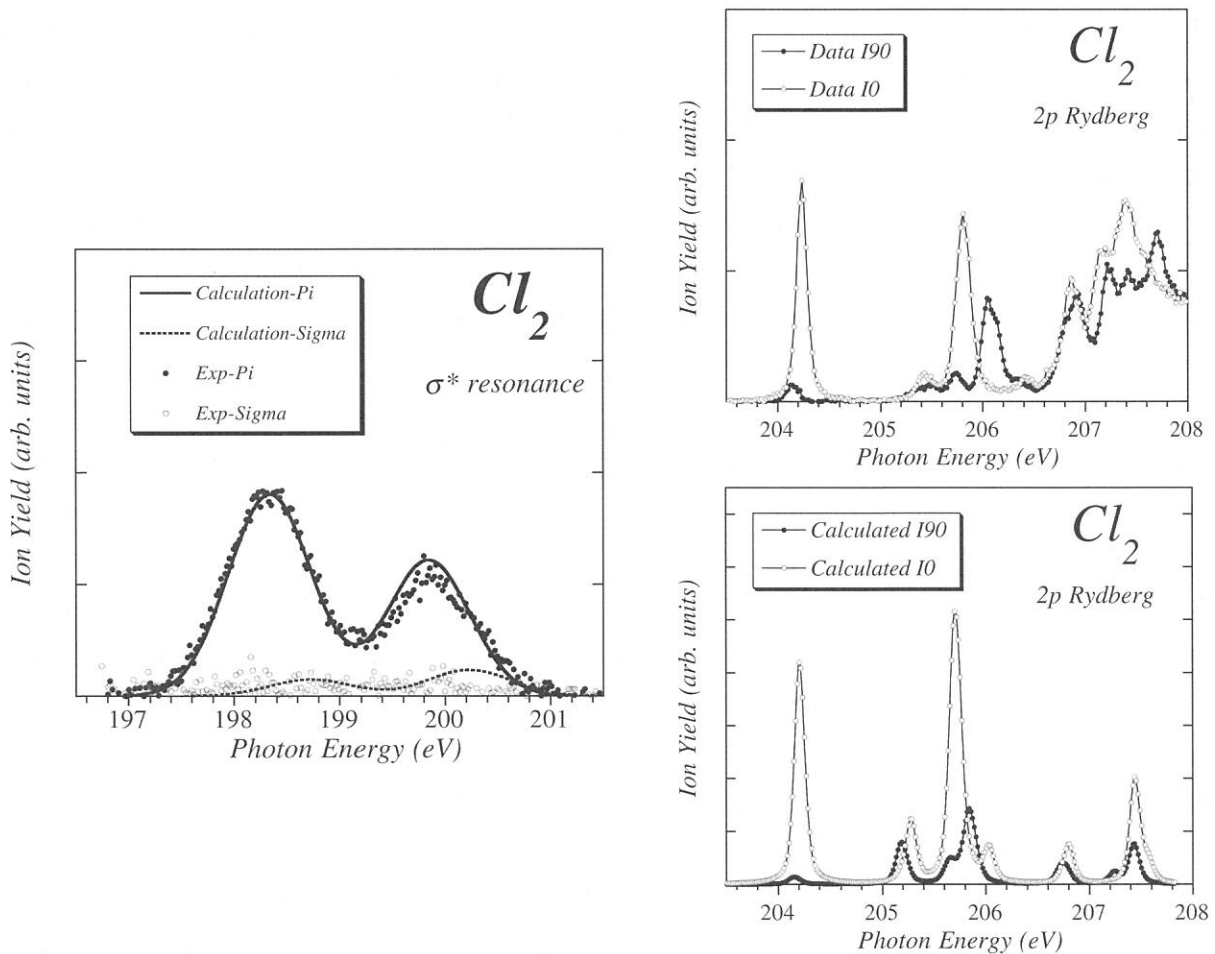 Cl2
Calculation-Pi
Calculation-Sigma
Exp-Pi
Exp-Sigma
σ* resonance
Ion Yield (arb. units)
197 198 199 200 201
Photon Energy (eV)
Data I90
Data I0
Cl2
2p Rydberg
Ion Yield (arb. units)
204 205 206 207 208
Photon Energy (eV)
Calculated I90
Calculated I0
Cl2
2p Rydberg
Ion Yield (arb. units)
204 205 206 207 208
Photon Energy (eV)